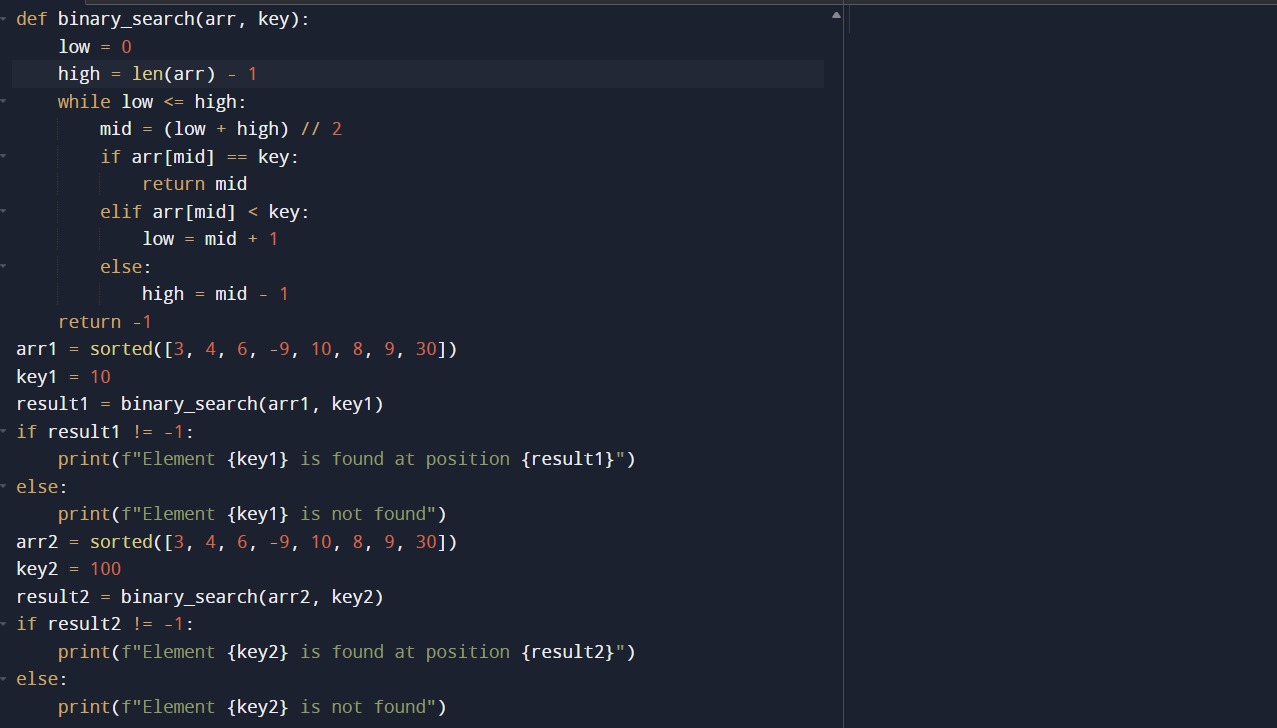 def binary_search(arr, key):
    low = 0
    high = len(arr) - 1
    while low <= high:
        mid = (low + high) // 2
        if arr[mid] == key:
            return mid
        elif arr[mid] < key:
            low = mid + 1
        else:
            high = mid - 1
    return -1
arr1 = sorted([3, 4, 6, -9, 10, 8, 9, 30])
key1 = 10
result1 = binary_search(arr1, key1)
if result1 != -1:
    print(f"Element {key1} is found at position {result1}")
else:
    print(f"Element {key1} is not found")
arr2 = sorted([3, 4, 6, -9, 10, 8, 9, 30])
key2 = 100
result2 = binary_search(arr2, key2)
if result2 != -1:
    print(f"Element {key2} is found at position {result2}")
else:
    print(f"Element {key2} is not found")